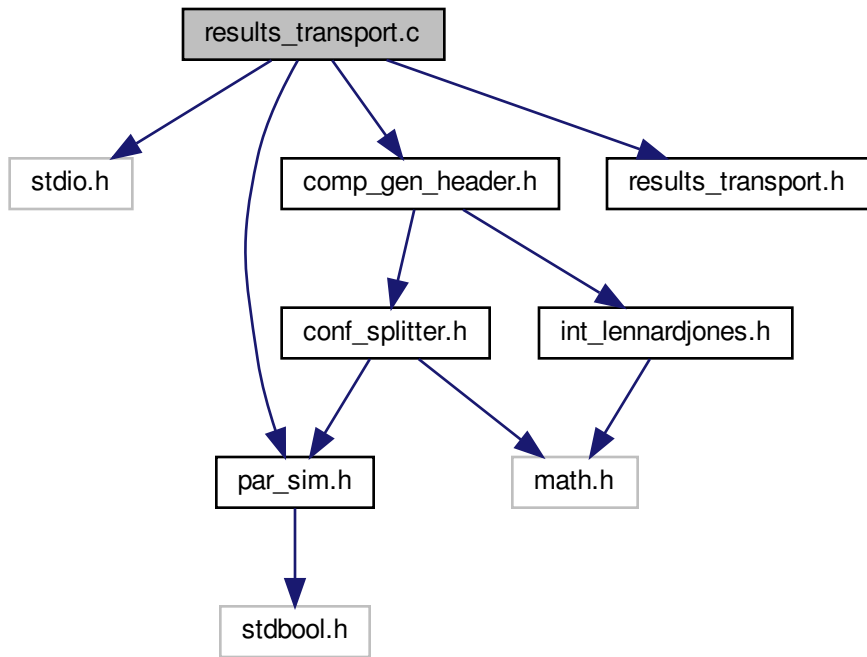 results_transport.c
stdio.h
comp_gen_header.h
results_transport.h
conf_splitter.h
int_lennardjones.h
par_sim.h
math.h
stdbool.h